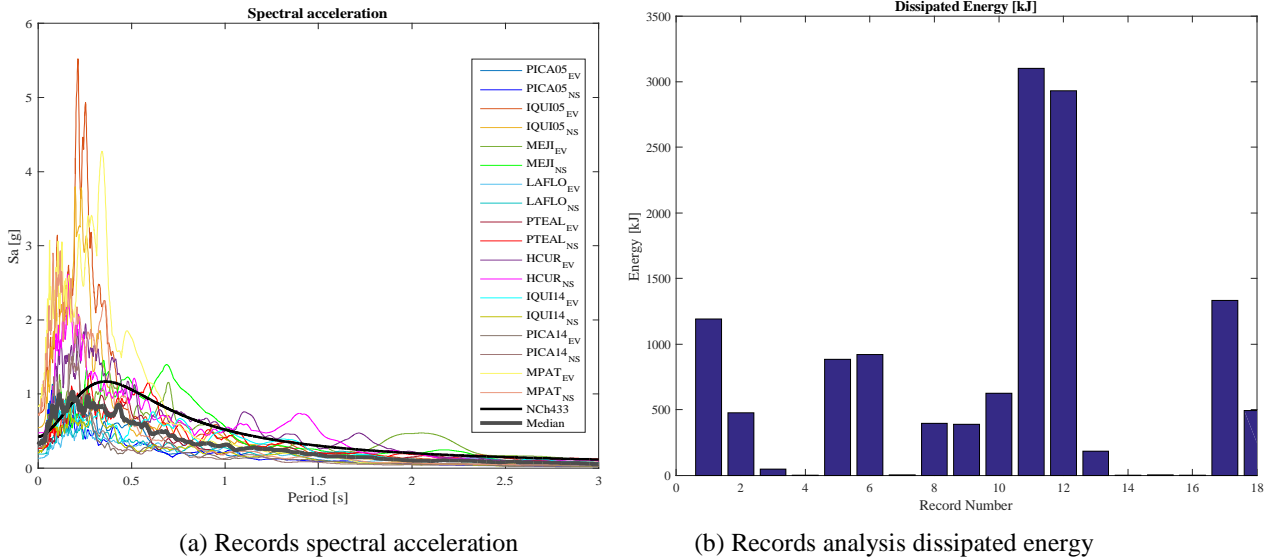 Spectral acceleration
6
5
4
3
2
1
0
Sa [g]
0
0.5
1
1.5
2
2.5
3
Period [s]
PICA05EV
PICA05NS
IQUI05EV
IQUI05NS
MEJIEV
MEJINS
LAFLOEV
LAFLONS
PTEALEV
PTEALNS
HCUREV
HCURNS
IQUI14EV
IQUI14NS
PICA14EV
PICA14NS
MPATEV
MPATNS
NCh433
Median
(a) Records spectral acceleration
Dissipated Energy [kJ]
3500
3000
2500
2000
1500
1000
500
0
Energy [kJ]
0
2
4
6
8
10
12
14
16
18
Record Number
(b) Records analysis dissipated energy